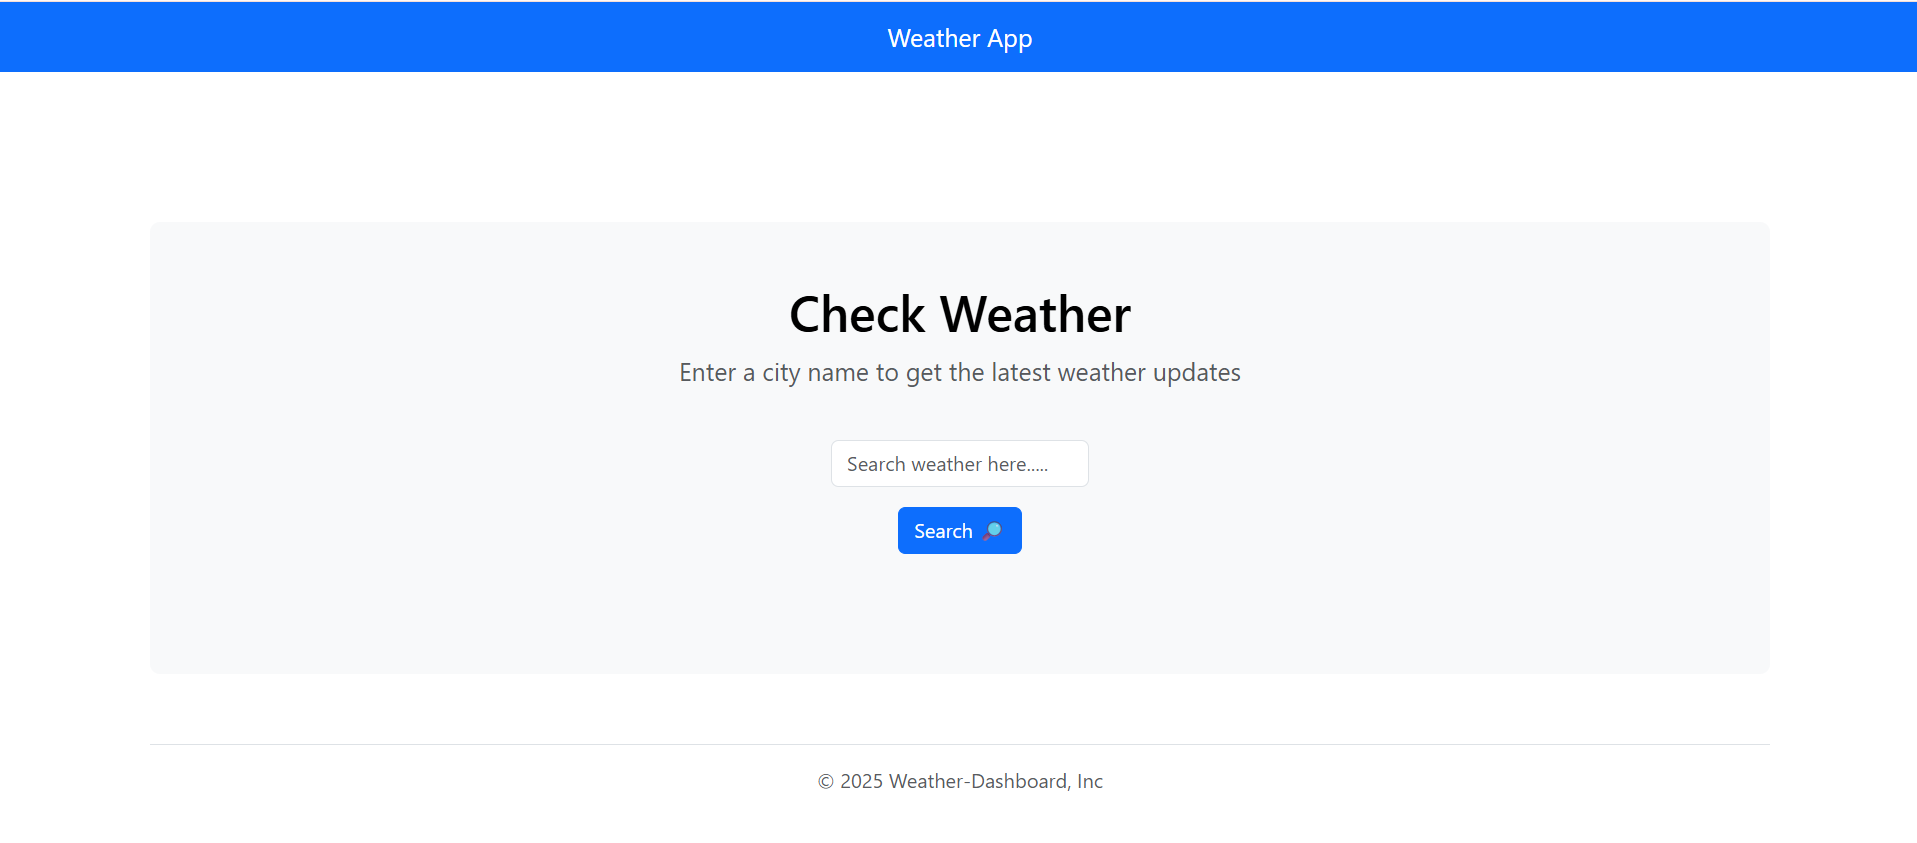 Weather App
Check Weather
Enter a city name to get the latest weather updates
Search weather here.....
Search 🔎
© 2025 Weather-Dashboard, Inc